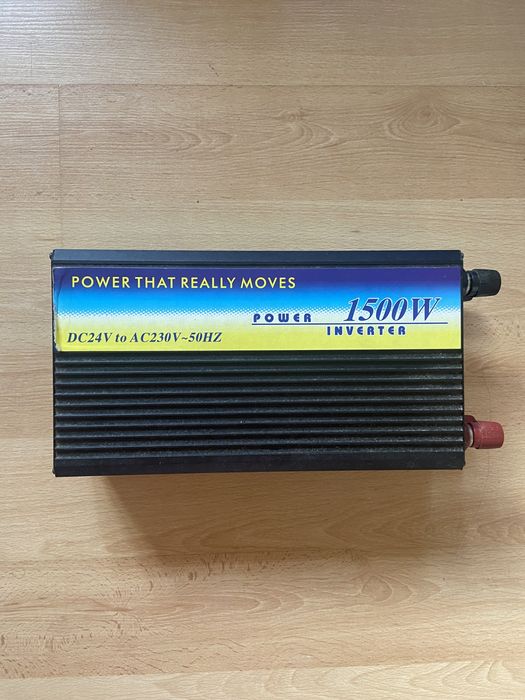 POWER THAT REALLY MOVES
1500W
POWER INVERTER
DC24V to AC230V~50HZ